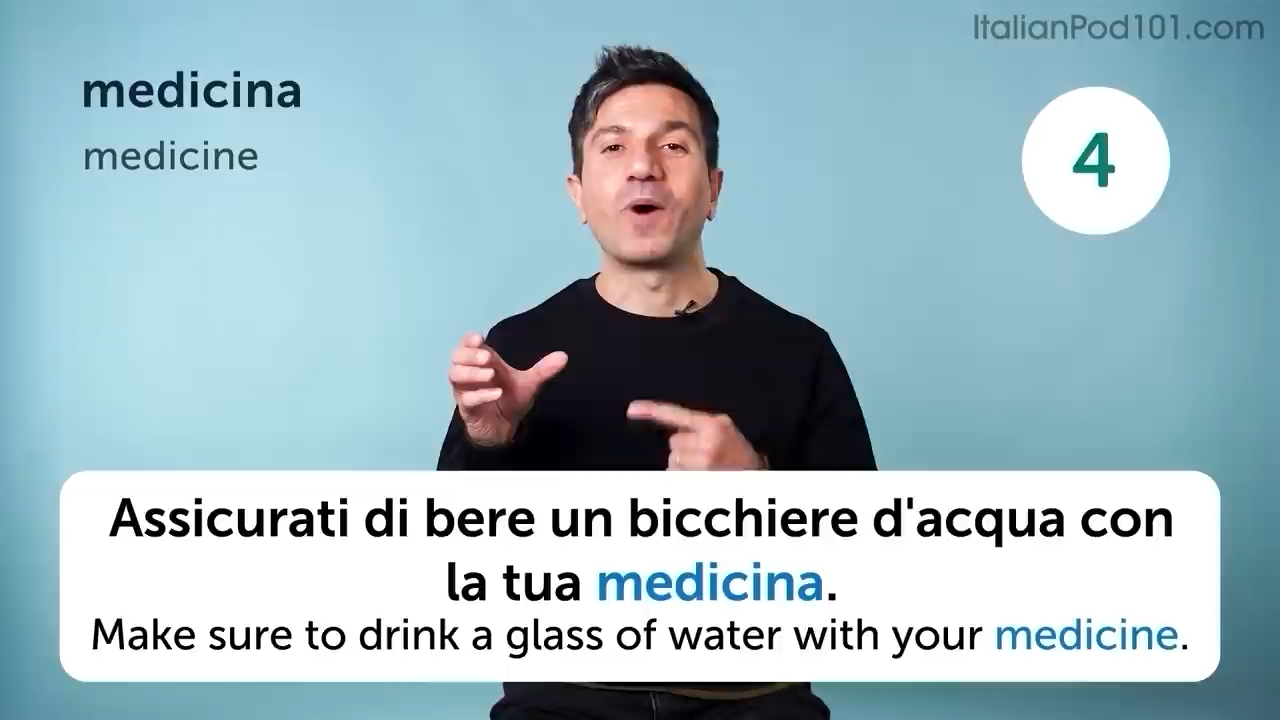 ItalianPod101.com
medicina
medicine
4
Assicurati di bere un bicchiere d'acqua con
la tua medicina.
Make sure to drink a glass of water with your medicine.